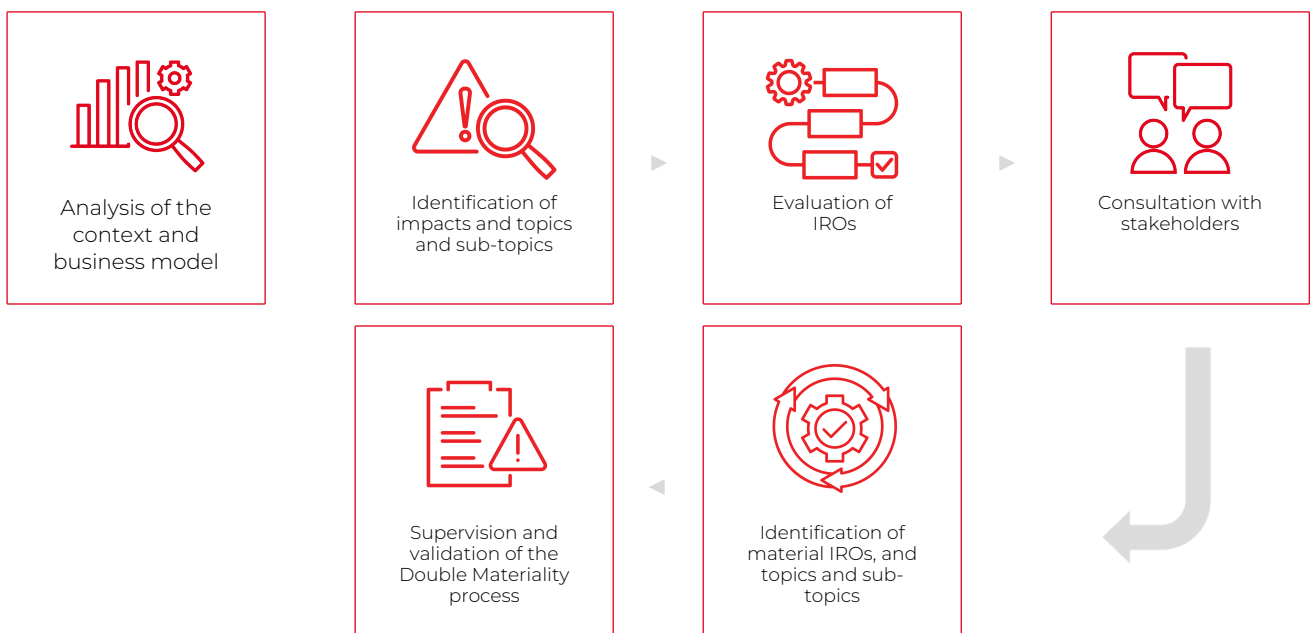 Analysis of the
context and
business model
Identification of
impacts and topics
and sub-topics
Evaluation of
IROs
Consultation with
stakeholders
Supervision and
validation of the
Double Materiality
process
Identification of
material IROs, and
topics and sub-
topics